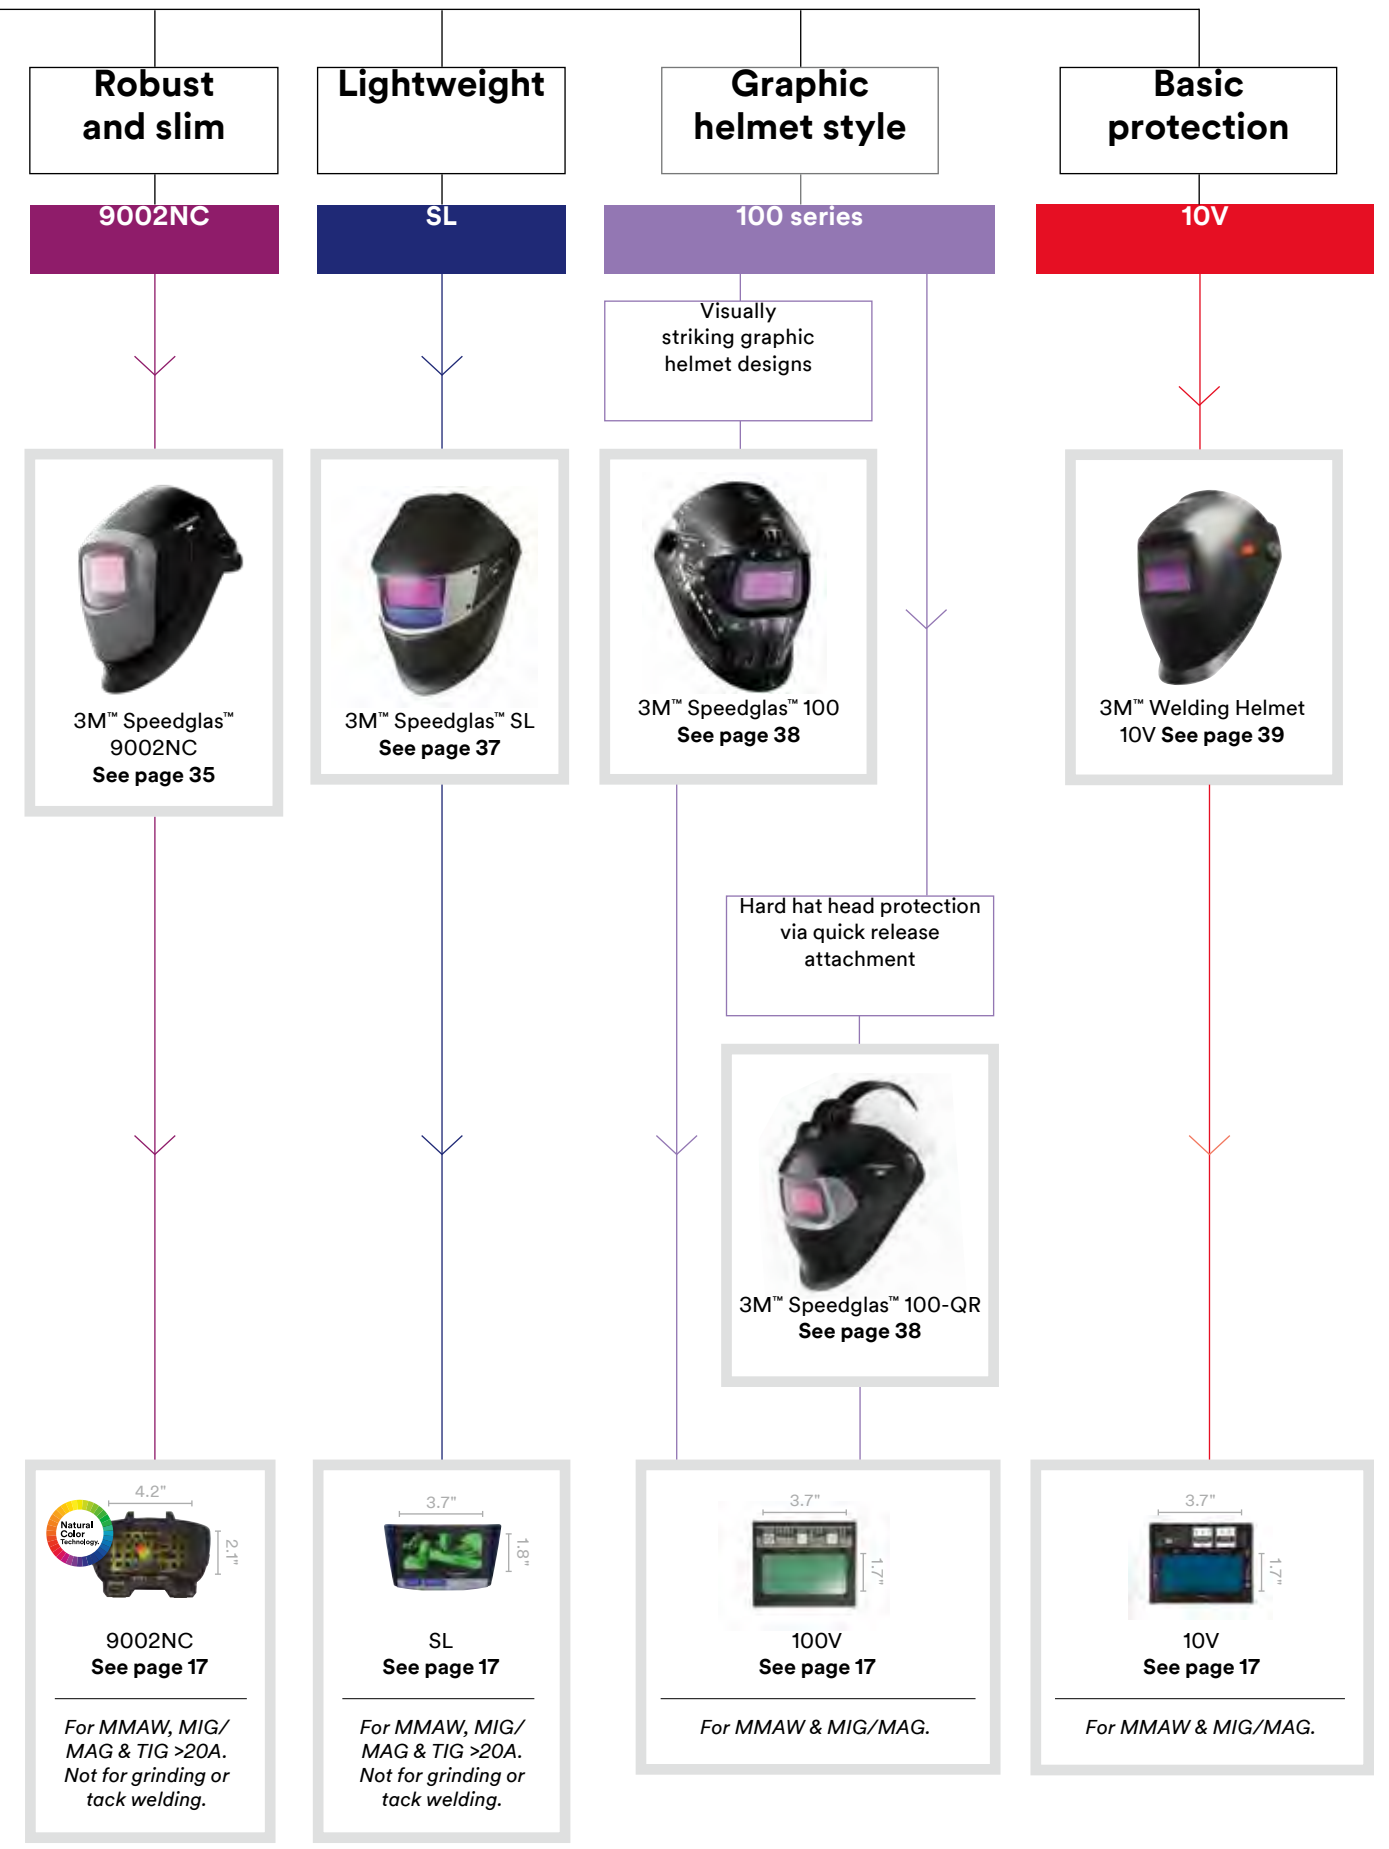 Robust
and slim
Lightweight
Graphic
helmet style
Basic
protection
9002NC
SL
100 series
10V
Visually
striking graphic
helmet designs
3M™ Speedglas™
9002NC
See page 35
3M™ Speedglas™ SL
See page 37
3M™ Speedglas™ 100
See page 38
3M™ Welding Helmet
10V See page 39
Hard hat head protection
via quick release
attachment
3M™ Speedglas™ 100-QR
See page 38
4.2”
Natural
Color
Technology.
2.1”
9002NC
See page 17
For MMAW, MIG/
MAG & TIG >20A.
Not for grinding or
tack welding.
3.7”
1.8”
SL
See page 17
For MMAW, MIG/
MAG & TIG >20A.
Not for grinding or
tack welding.
3.7”
1.7”
100V
See page 17
For MMAW & MIG/MAG.
3.7”
1.7”
10V
See page 17
For MMAW & MIG/MAG.